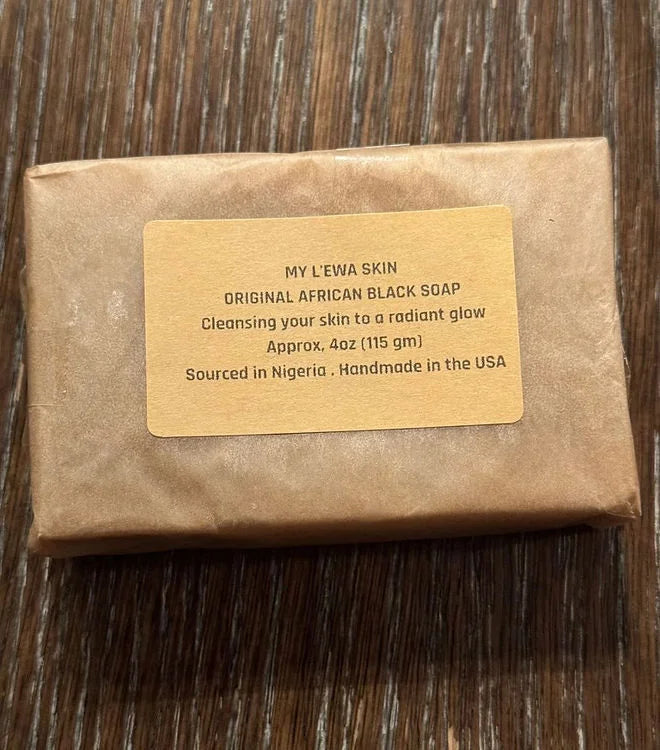 MY L'EWA SKIN
ORIGINAL AFRICAN BLACK SOAP
Cleansing your skin to a radiant glow
Approx, 4oz (115 gm)
Sourced in Nigeria . Handmade in the USA